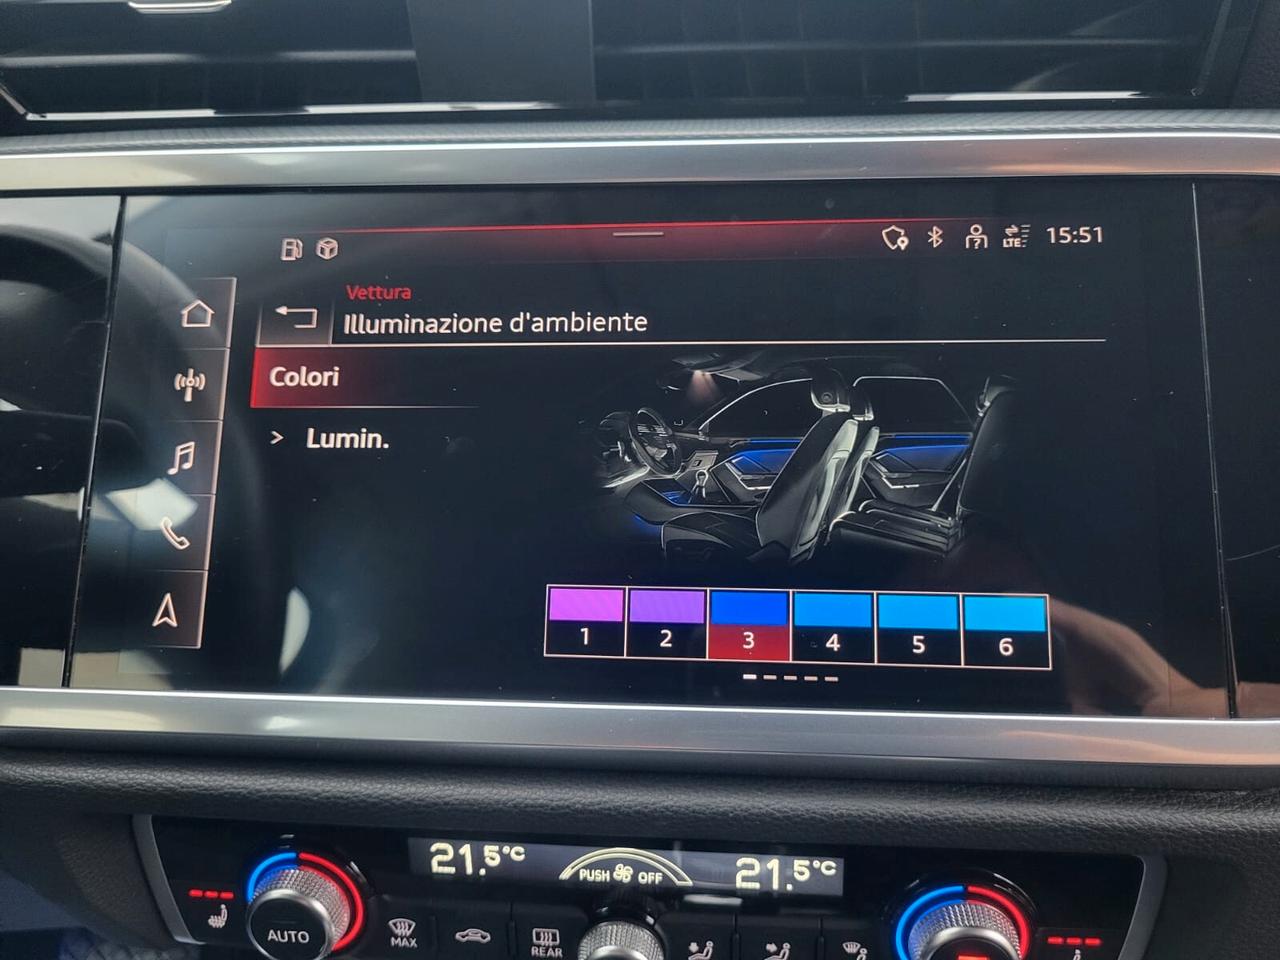 LTE
15:51
Vettura
Illuminazione d'ambiente
Colori
> Lumin.
1 2 3 4 5 6
21.5°C PUSH OFF 21.5°C
AUTO
MAX
REAR